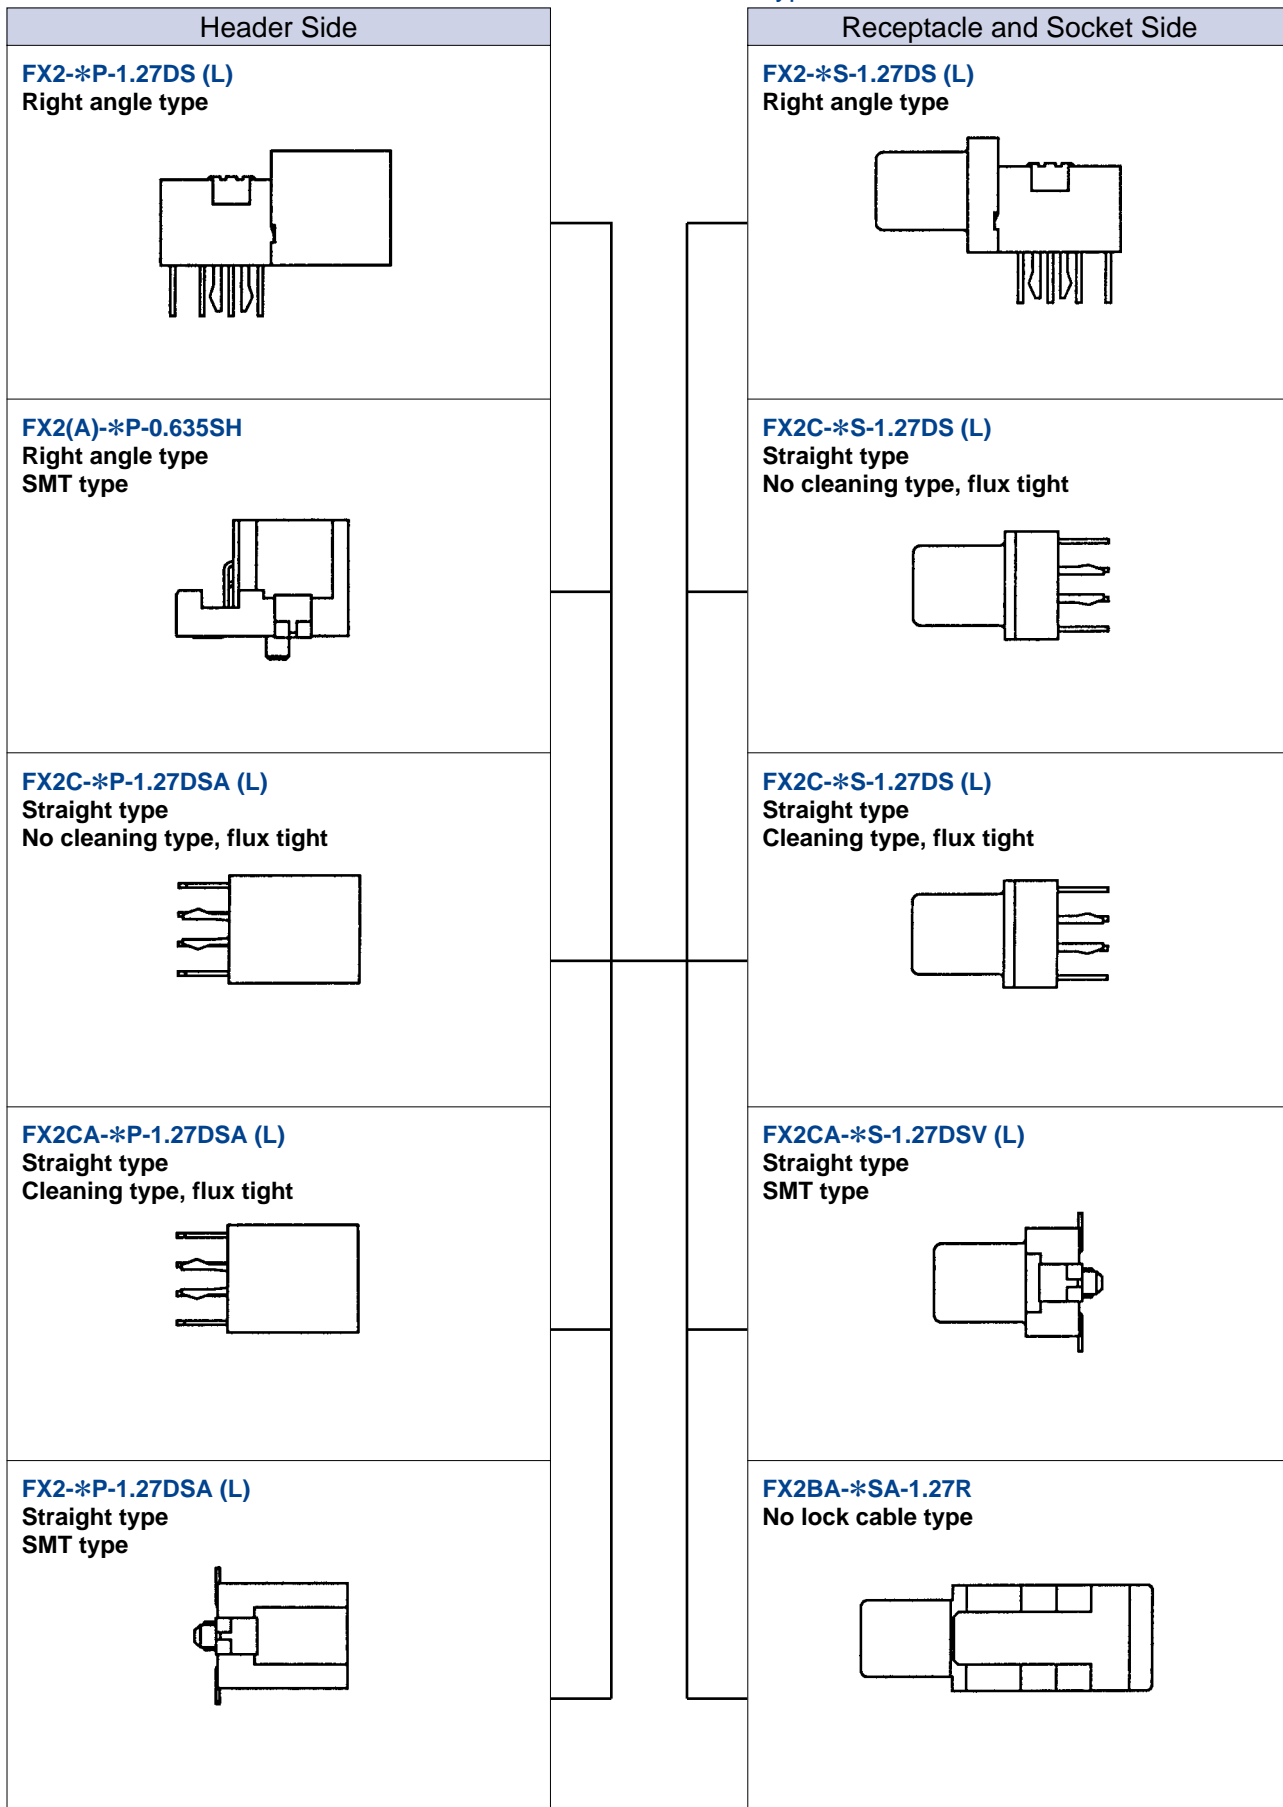 Header Side
FX2-*P-1.27DS (L)
Right angle type
FX2(A)-*P-0.635SH
Right angle type
SMT type
FX2C-*P-1.27DSA (L)
Straight type
No cleaning type, flux tight
FX2CA-*P-1.27DSA (L)
Straight type
Cleaning type, flux tight
FX2-*P-1.27DSA (L)
Straight type
SMT type
Receptacle and Socket Side
FX2-*S-1.27DS (L)
Right angle type
FX2C-*S-1.27DS (L)
Straight type
No cleaning type, flux tight
FX2C-*S-1.27DS (L)
Straight type
Cleaning type, flux tight
FX2CA-*S-1.27DSV (L)
Straight type
SMT type
FX2BA-*SA-1.27R
No lock cable type